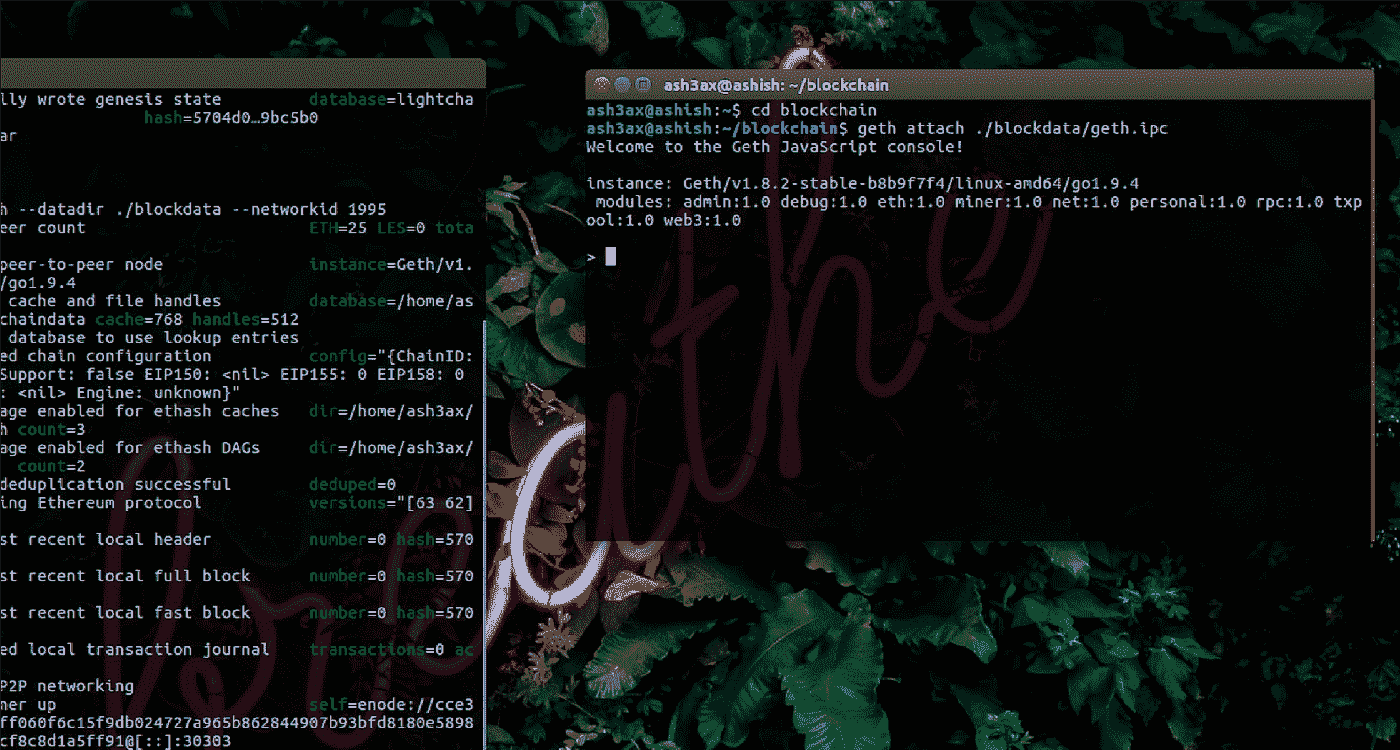 lly wrote genesis state database=lightcha
hash=5704d0…9bc5b0
ar
h --datadir ./blockdata --networkid 1995
eer count ETH=25 LES=0 tota
peer-to-peer node instance=Geth/v1.
/go1.9.4
cache and file handles database=/home/as
chaindata cache=768 handles=512
database to use lookup entries
ed chain configuration config="{ChainID:
Support: false EIP150: <nil> EIP155: 0 EIP158: 0
: <nil> Engine: unknown}"
age enabled for ethash caches dir=/home/ash3ax/
h count=3
age enabled for ethash DAGs dir=/home/ash3ax/
count=2
deduplication successful deduped=0
ing Ethereum protocol versions="[63 62]
st recent local header number=0 hash=570
st recent local full block number=0 hash=570
st recent local fast block number=0 hash=570
ed local transaction journal transactions=0 ac
P2P networking
ner up self=enode://cce3
ff060f6c15f9db024727a965b862844907b93bfd8180e5898
cf8c8d1a5ff91@[::]:30303
ash3ax@ashish: ~/blockchain
ash3ax@ashish:~$ cd blockchain
ash3ax@ashish:~/blockchain$ geth attach ./blockdata/geth.ipc
Welcome to the Geth JavaScript console!
instance: Geth/v1.8.2-stable-b8b9f7f4/linux-amd64/go1.9.4
modules: admin:1.0 debug:1.0 eth:1.0 miner:1.0 net:1.0 personal:1.0 rpc:1.0 txp
ool:1.0 web3:1.0
>
breathe